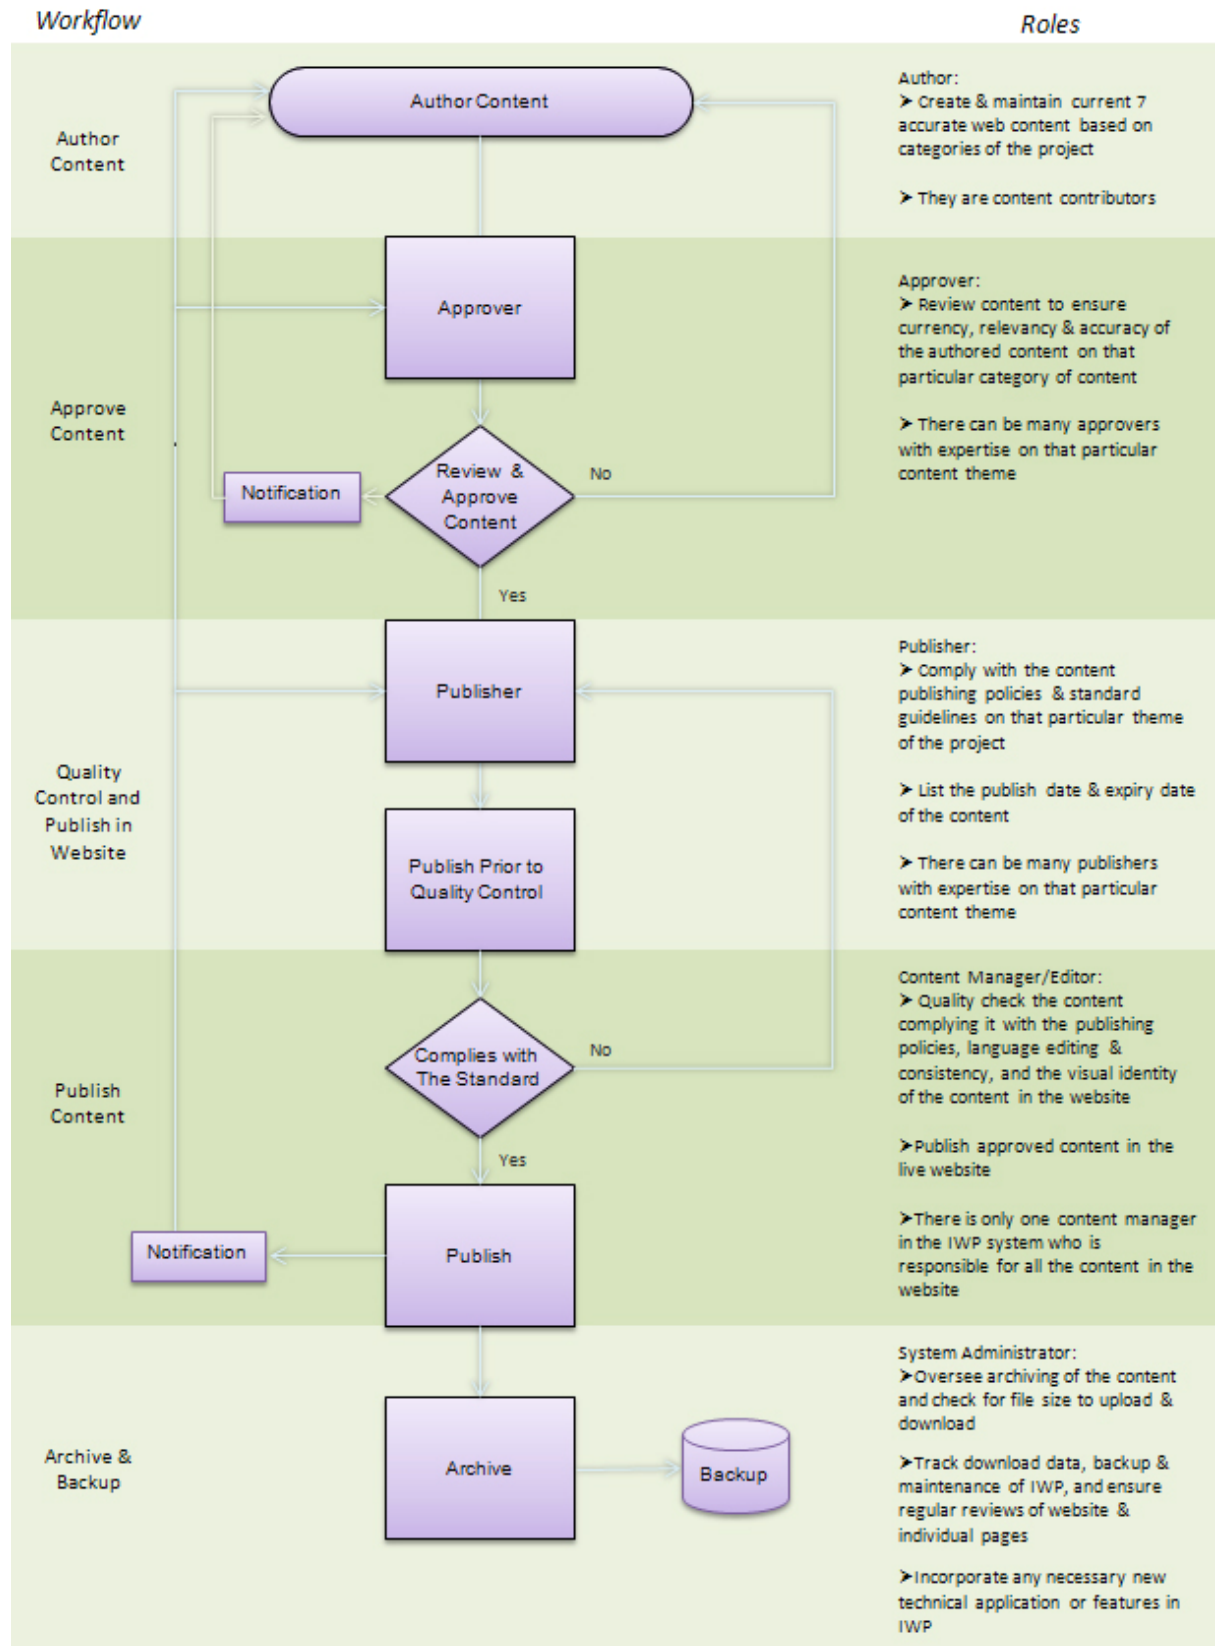 Workflow
Roles
Author
Content
Author Content
Author:
➤ Create & maintain current 7
accurate web content based on
categories of the project
➤ They are content contributors
Approve
Content
Approver
Review &
Approve
Content
No
Notification
Yes
Approver:
➤ Review content to ensure
currency, relevancy & accuracy of
the authored content on that
particular category of content
➤ There can be many approvers
with expertise on that particular
content theme
Quality
Control and
Publish in
Website
Publisher
Publish Prior to
Quality Control
Publisher:
➤ Comply with the content
publishing policies & standard
guidelines on that particular theme
of the project
➤ List the publish date & expiry date
of the content
➤ There can be many publishers
with expertise on that particular
content theme
Publish
Content
Complies with
The Standard
No
Yes
Publish
Notification
Content Manager/Editor:
➤ Quality check the content
complying it with the publishing
policies, language editing &
consistency, and the visual identity
of the content in the website
➤Publish approved content in the
live website
➤There is only one content manager
in the IWP system who is
responsible for all the content in the
website
Archive &
Backup
Archive
Backup
System Administrator:
➤Oversee archiving of the content
and check for file size to upload &
download
➤Track download data, backup &
maintenance of IWP, and ensure
regular reviews of website &
individual pages
➤Incorporate any necessary new
technical application or features in
IWP